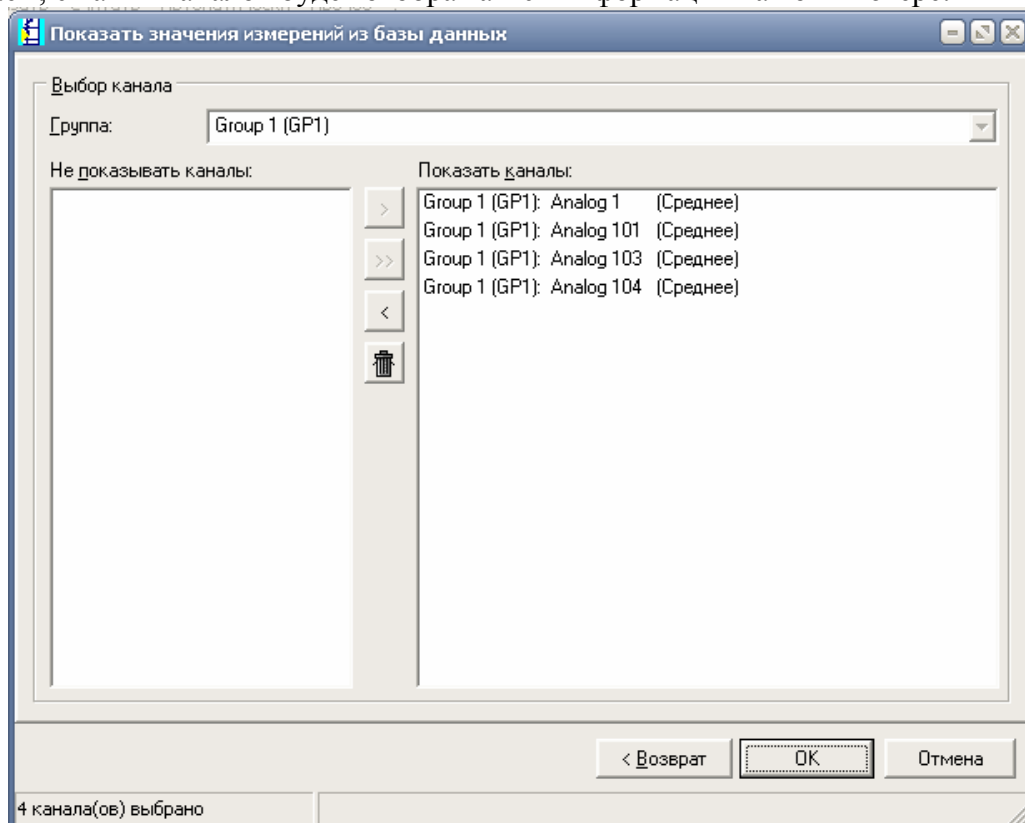 Показать значения измерений из базы данных
Выбор канала
Группа: Group 1 (GP1)
Не показывать каналы: Показать каналы:
Group 1 (GP1): Analog 1 (Среднее)
> Group 1 (GP1): Analog 101 (Среднее)
>> Group 1 (GP1): Analog 103 (Среднее)
Group 1 (GP1): Analog 104 (Среднее)
<
< Возврат OK Отмена
4 канала(ов) выбрано